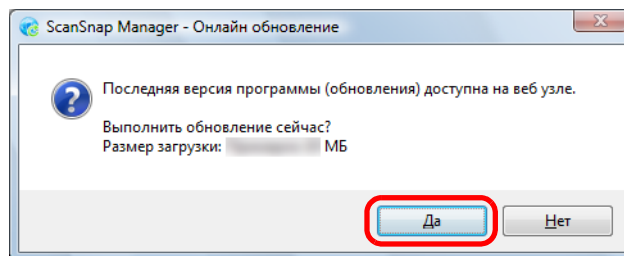 ScanSnap Manager - Онлайн обновление
Последняя версия программы (обновления) доступна на веб узле.
Выполнить обновление сейчас?
Размер загрузки: МБ
Да Нет